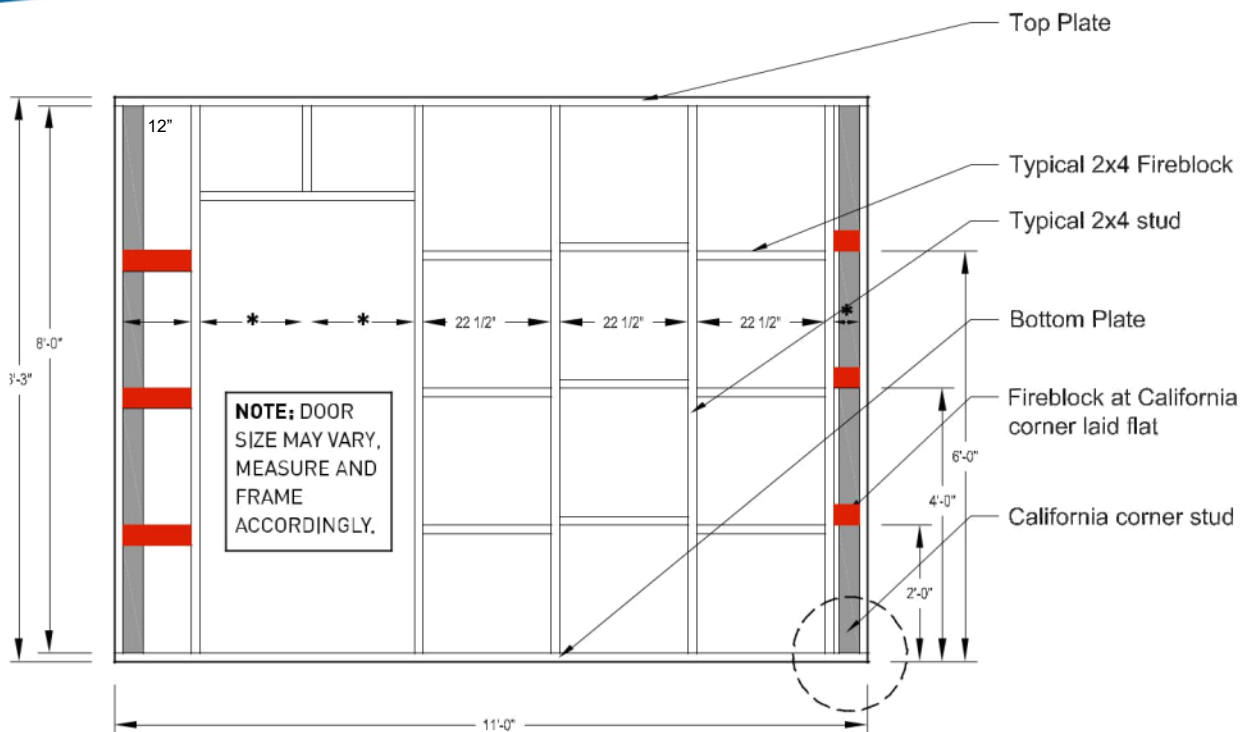 Top Plate
12”
Typical 2x4 Fireblock
Typical 2x4 stud
* * 22 1/2" 22 1/2" 22 1/2" *
Bottom Plate
8'-0"
3'-3"
NOTE: DOOR
SIZE MAY VARY,
MEASURE AND
FRAME
ACCORDINGLY.
Fireblock at California
corner laid flat
6'-0"
4'-0"
California corner stud
2'-0"
11'-0"